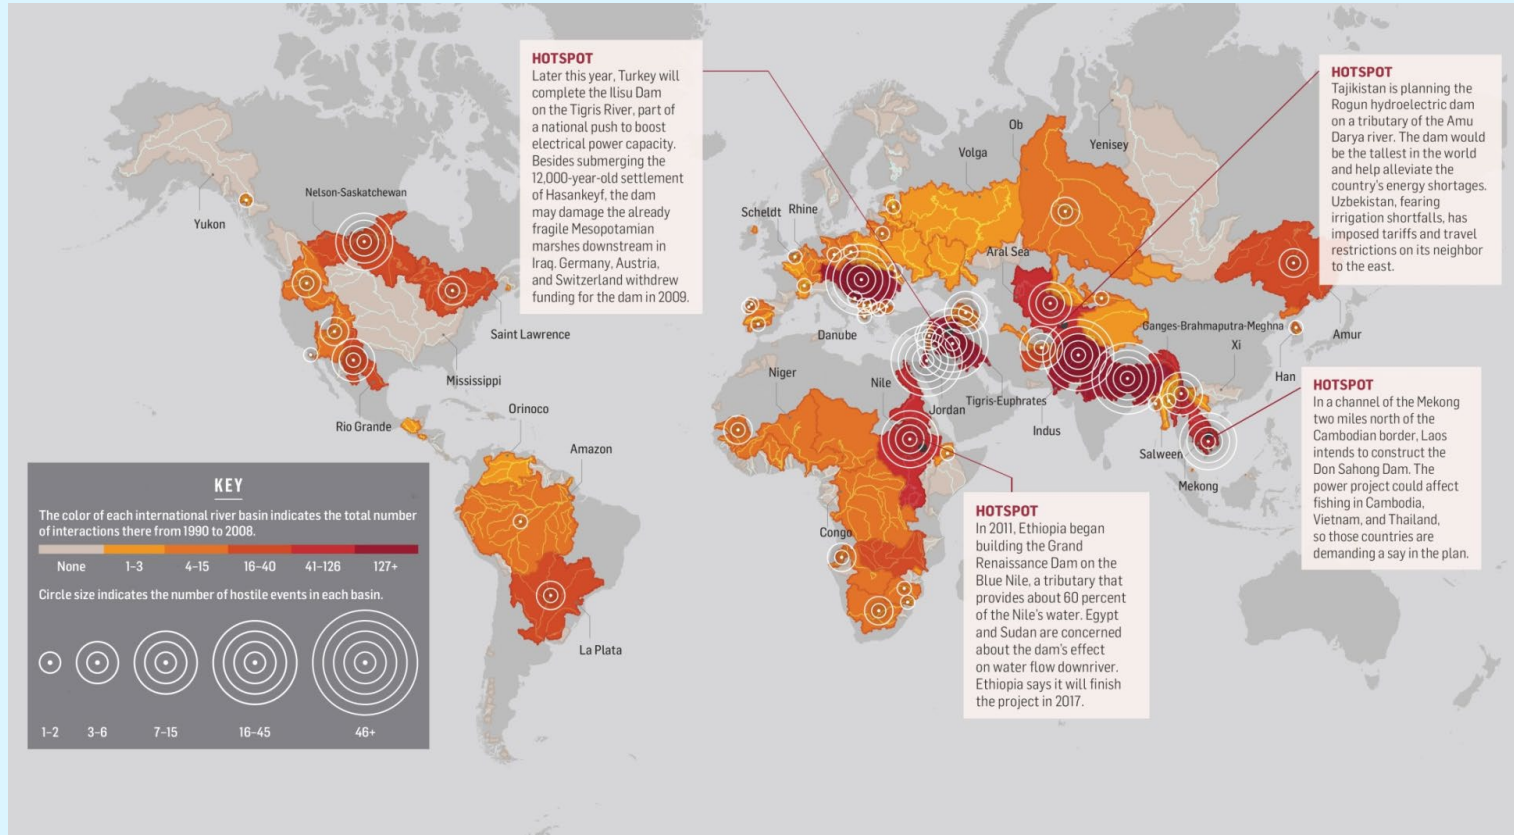 HOTSPOT
Later this year, Turkey will
complete the Ilisu Dam
on the Tigris River, part of
a national push to boost
electrical power capacity.
Besides submerging the
12,000-year-old settlement
of Hasankeyf, the dam
may damage the already
fragile Mesopotamian
marshes downstream in
Iraq. Germany, Austria,
and Switzerland withdrew
funding for the dam in 2009.
HOTSPOT
Tajikistan is planning the
Rogun hydroelectric dam
on a tributary of the Amu
Darya river. The dam would
be the tallest in the world
and help alleviate the
country's energy shortages.
Uzbekistan, fearing
irrigation shortfalls, has
imposed tariffs and travel
restrictions on its neighbor
to the east.
Ob
Yenisey
Volga
Nelson-Saskatchewan
Yukon
Scheldt
Rhine
Aral Sea
Saint Lawrence
Danube
Ganges-Brahmaputra-Meghna
Amur
Xi
Han
Mississippi
Niger
Nile
Jordan
Tigris-Euphrates
Indus
Orinoco
Rio Grande
Amazon
Salween
Mekong
HOTSPOT
In a channel of the Mekong
two miles north of the
Cambodian border, Laos
intends to construct the
Don Sahong Dam. The
power project could affect
fishing in Cambodia,
Vietnam, and Thailand,
so those countries are
demanding a say in the plan.
HOTSPOT
In 2011, Ethiopia began
building the Grand
Renaissance Dam on the
Blue Nile, a tributary that
provides about 60 percent
of the Nile's water. Egypt
and Sudan are concerned
about the dam's effect
on water flow downriver.
Ethiopia says it will finish
the project in 2017.
Congo
La Plata
KEY
The color of each international river basin indicates the total number
of interactions there from 1990 to 2008.
None 1–3 4–15 16–40 41–126 127+
Circle size indicates the number of hostile events in each basin.
1–2 3–6 7–15 16–45 46+